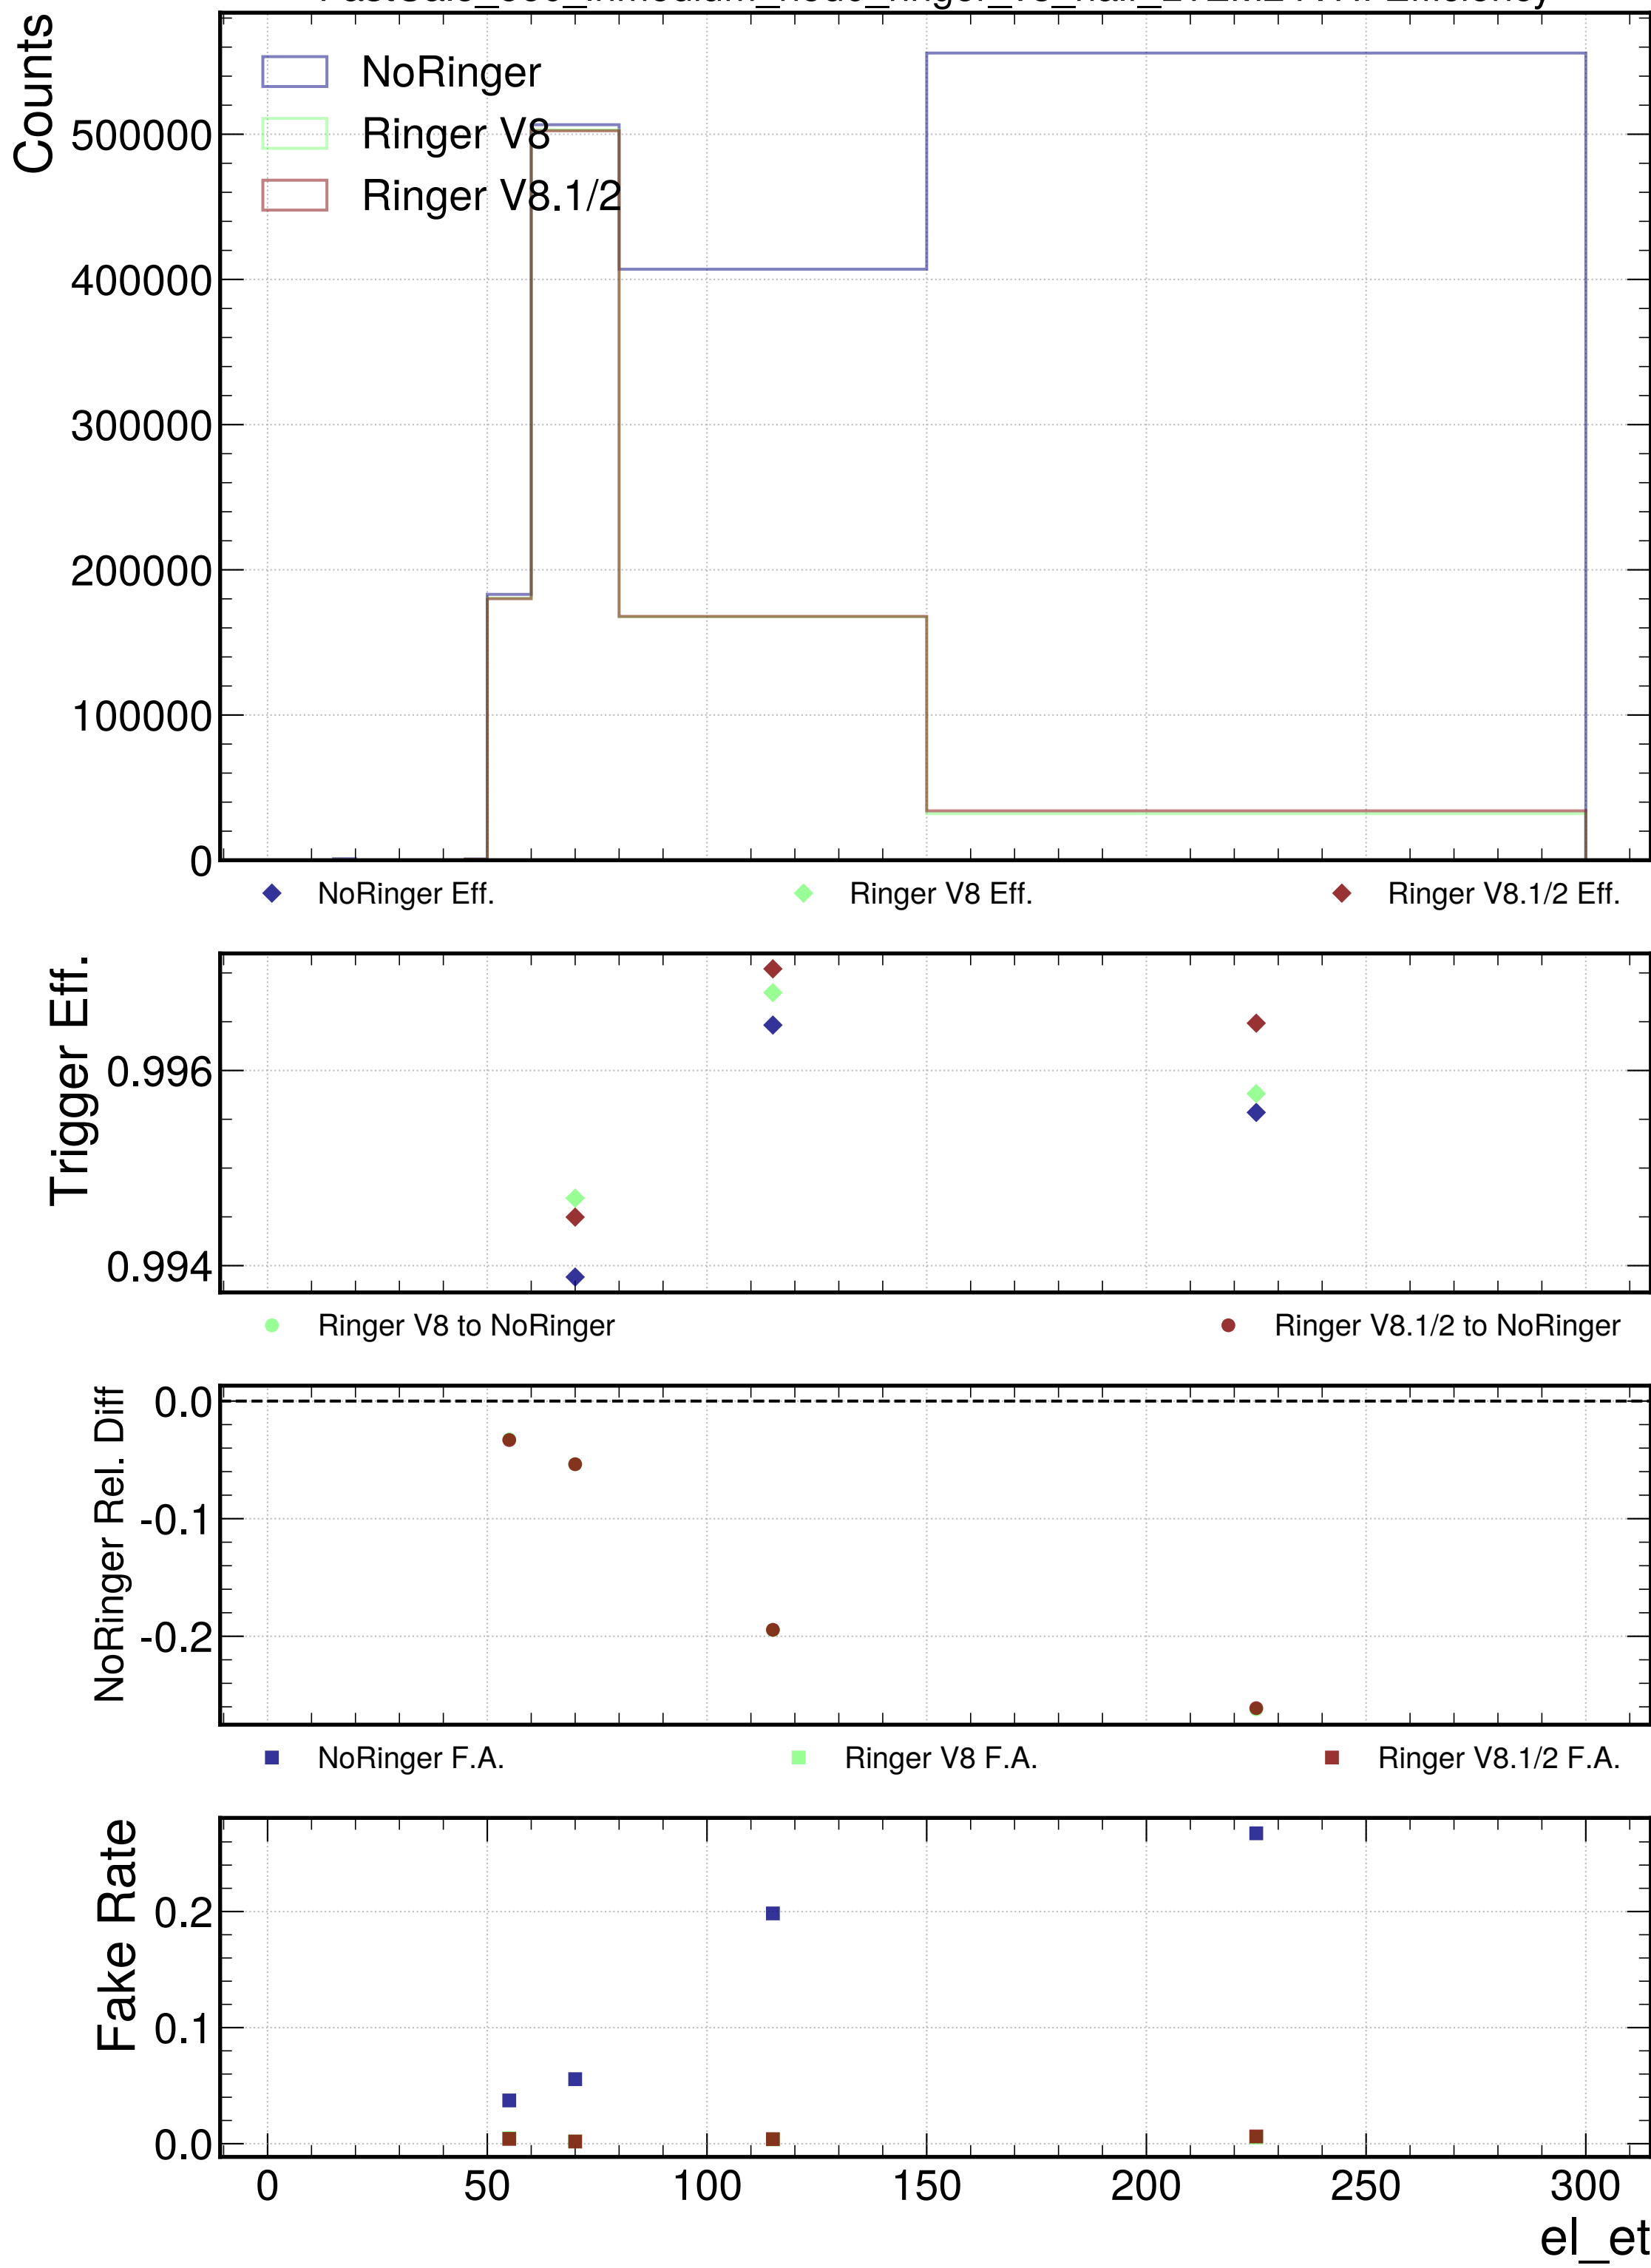 Counts
NoRinger
Ringer V8
Ringer V8.1/2
500000
400000
300000
200000
100000
0
NoRinger Eff.
Ringer V8 Eff.
Ringer V8.1/2 Eff.
Trigger Eff.
0.996
0.994
Ringer V8 to NoRinger
Ringer V8.1/2 to NoRinger
NoRinger Rel. Diff
0.0
-0.1
-0.2
NoRinger F.A.
Ringer V8 F.A.
Ringer V8.1/2 F.A.
Fake Rate
0.2
0.1
0.0
0 50 100 150 200 250 300
el_et